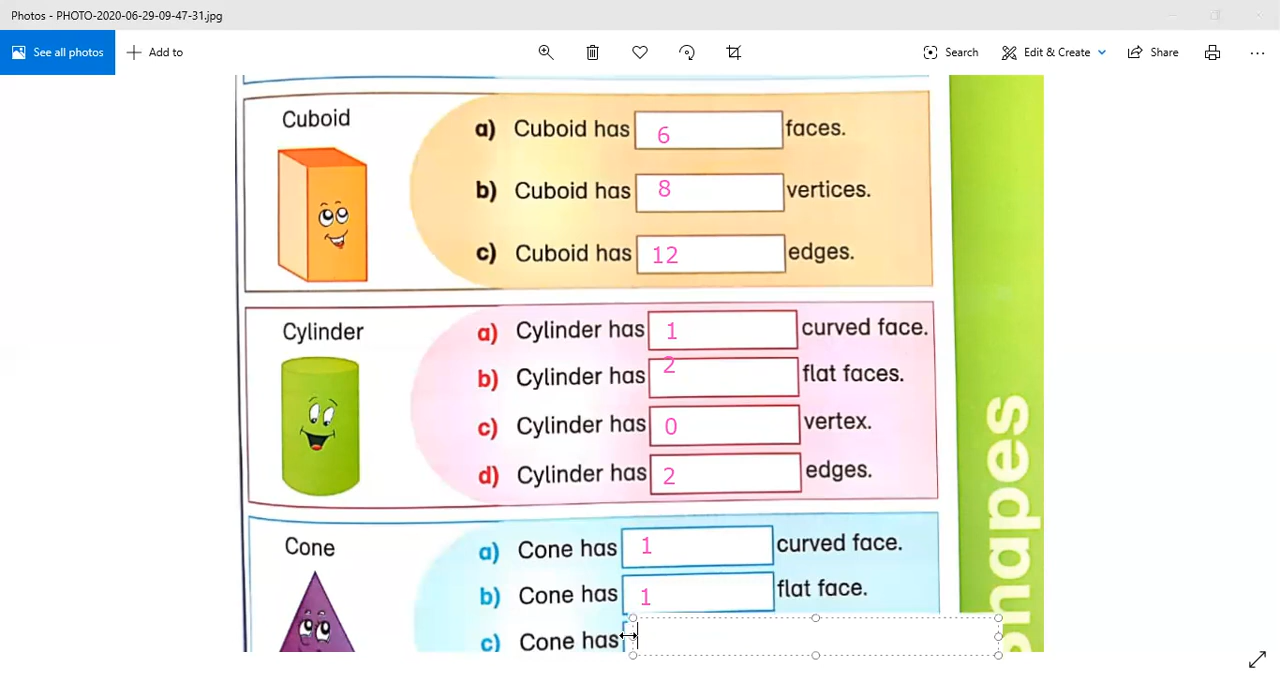 Photos - PHOTO-2020-06-29-09-47-31.jpg
See all photos
Add to
Search
Edit & Create
Share
Cuboid
a) Cuboid has 6 faces.
b) Cuboid has 8 vertices.
c) Cuboid has 12 edges.
Cylinder
a) Cylinder has 1 curved face.
b) Cylinder has 2 flat faces.
c) Cylinder has 0 vertex.
d) Cylinder has 2 edges.
Cone
a) Cone has 1 curved face.
b) Cone has 1 flat face.
c) Cone has